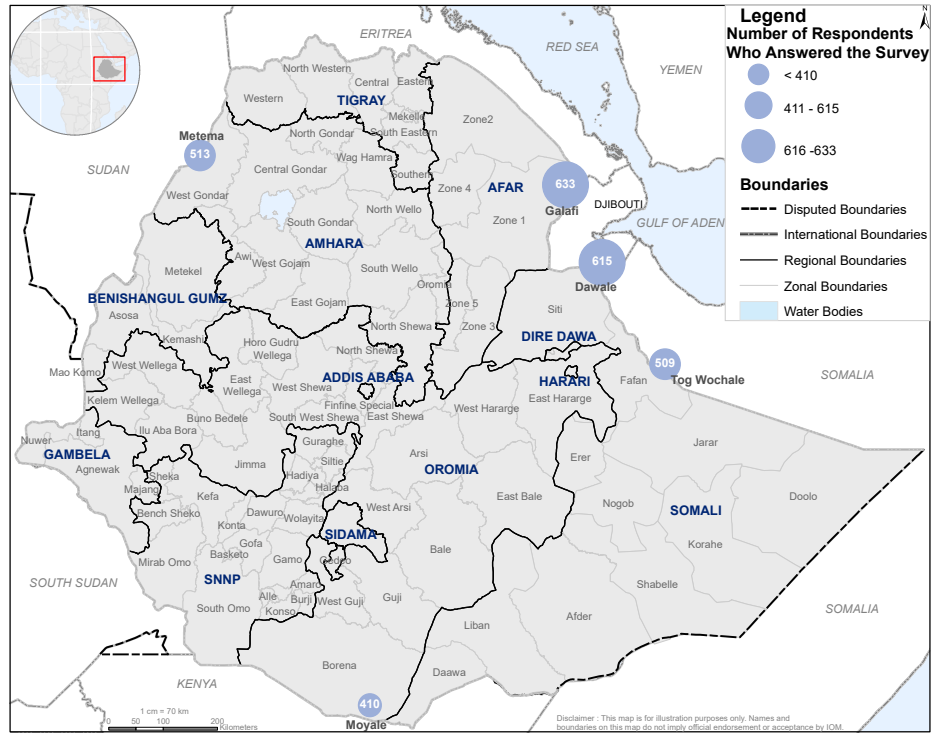 ERITREA
RED SEA
YEMEN
SUDAN
DJIBOUTI
GULF OF ADEN
SOMALIA
SOMALIA
SOUTH SUDAN
KENYA
N
Legend
Number of Respondents
Who Answered the Survey
< 410
411 - 615
616 -633
Boundaries
Disputed Boundaries
International Boundaries
Regional Boundaries
Zonal Boundaries
Water Bodies
North Western
Central
Eastern
Western
TIGRAY
Mekelle
South Eastern
Southern
Zone2
Metema
513
North Gondar
Wag Hamra
Central Gondar
West Gondar
Zone 4
AFAR
633
Galafi
North Wello
Zone 1
South Gondar
AMHARA
Awi
West Gojam
South Wello
615
Dawale
Metekel
Oromia
BENISHANGUL GUMZ
East Gojam
Zone 5
Siti
Asosa
North Shewa
Zone 3
Kemashi
Horo Gudru
Wellega
North Shewa
DIRE DAWA
Mao Komo
West Wellega
ADDIS ABABA
HARARI
509
Tog Wochale
Fafan
East
Wellega
West Shewa
Kelem Wellega
Finfine Special
West Hararge
East Hararge
Buno Bedele
South West Shewa
East Shewa
Nuwer
Itang
Ilu Aba Bora
Guraghe
Jarar
GAMBELA
Arsi
Erer
Agnewak
Jimma
Siltie
OROMIA
Sheka
Hadiya
Halaba
Majang
Kefa
East Bale
Doolo
Nogob
SOMALI
Bench Sheko
Dawuro
Wolayita
West Arsi
Konta
SIDAMA
Korahe
Gofa
Bale
Basketo
Gamo
Gedeo
Mirab Omo
SNNP
Amaro
Shabelle
Alle
Burji
West Guji
Guji
South Omo
Konso
Afder
Liban
Borena
Daawa
410
Moyale
1 cm = 70 km
0 50 100 200
Kilometers
Disclaimer : This map is for illustration purposes only. Names and
boundaries on this map do not imply official endorsement or acceptance by IOM.